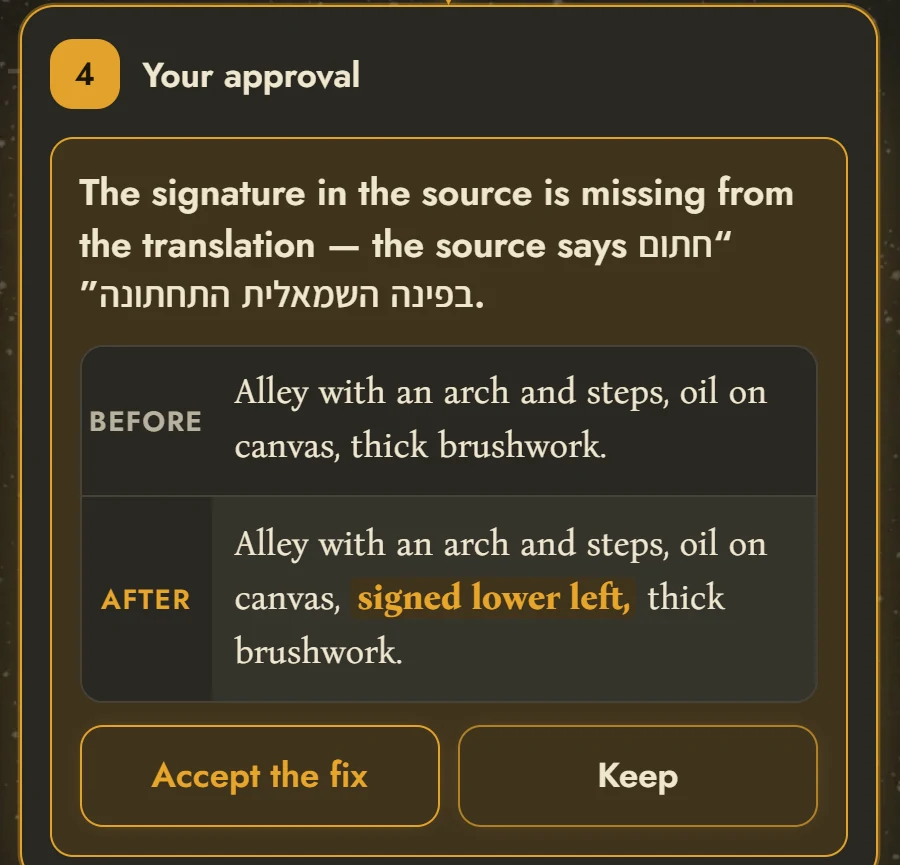 4 Your approval
The signature in the source is missing from
the translation — the source says “חתום
בפינה השמאלית התחתונה”.
BEFORE
Alley with an arch and steps, oil on
canvas, thick brushwork.
AFTER
Alley with an arch and steps, oil on
canvas, signed lower left, thick
brushwork.
Accept the fix
Keep